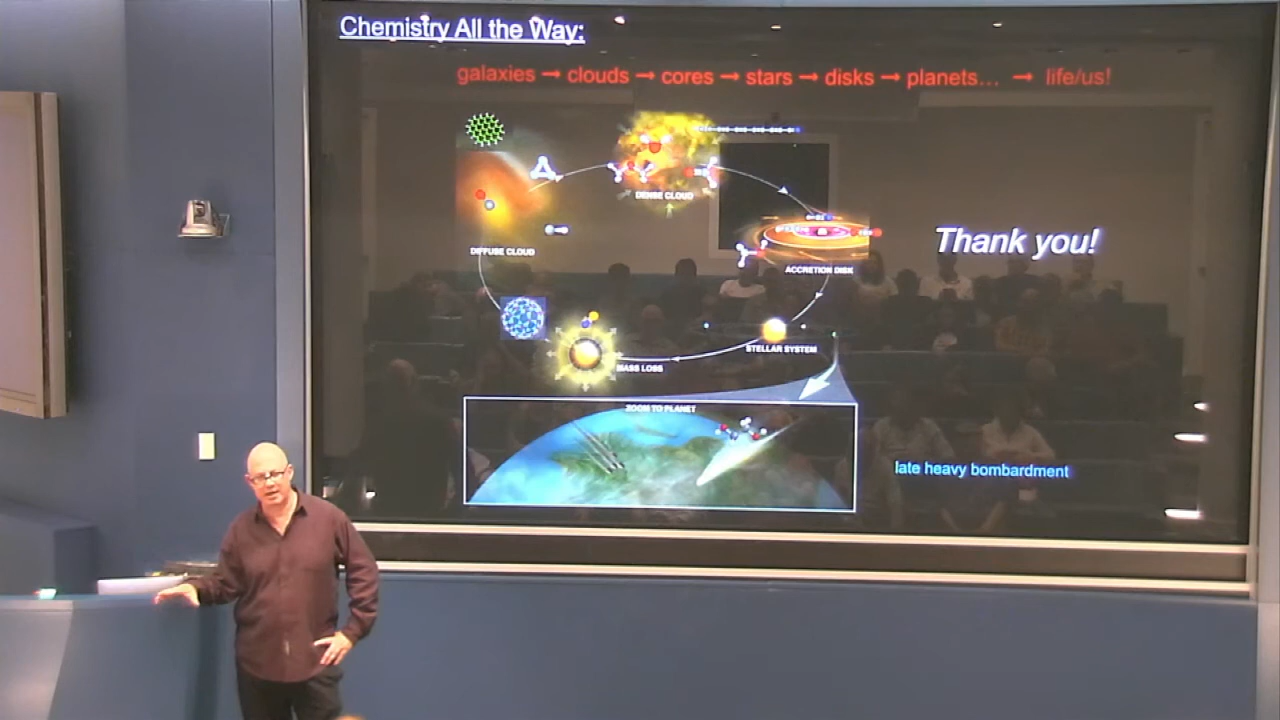 Chemistry All the Way:
galaxies → clouds → cores → stars → disks → planets… → life/us!
DENSE CLOUD
Thank you!
DIFFUSE CLOUD
ACCRETION DISK
STELLAR SYSTEM
MASS LOSS
ZOOM TO PLANET
late heavy bombardment